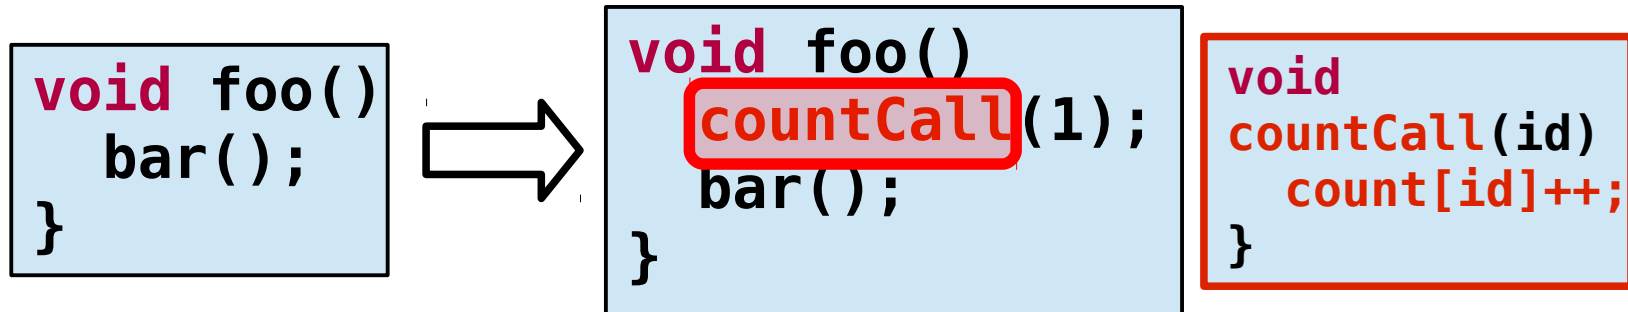 void foo()
  bar();
}
void foo()
  countCall(1);
  bar();
}
void
countCall(id)
  count[id]++;
}